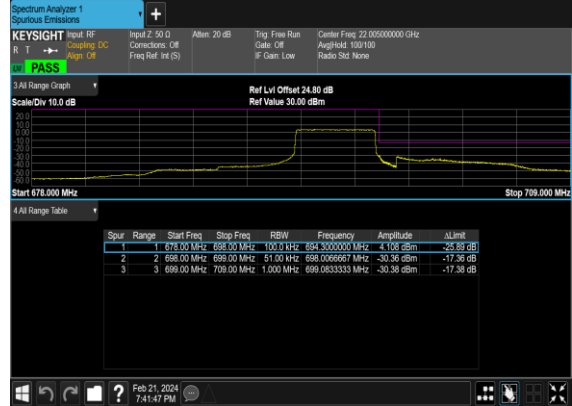 Spectrum Analyzer 1
Spurious Emissions
+
KEYSIGHT Input: RF Input Z: 50 Ω Atten: 20 dB Trig: Free Run Center Freq: 22.005000000 GHz
R T Coupling: DC Corrections: Off Gate: Off Avg|Hold: 100/100
Align: Off Freq Ref: Int (S) IF Gain: Low Radio Std: None
LW PASS
3 All Range Graph
Ref Lvl Offset 24.80 dB
Scale/Div 10.0 dB Ref Value 30.00 dBm
20.0
10.0
0.00
-10.0
-20.0
-30.0
-40.0
-50.0
-60.0
Start 678.000 MHz Stop 709.000 MHz
4 All Range Table
Spur Range Start Freq Stop Freq RBW Frequency Amplitude ΔLimit
1 1 678.00 MHz 698.00 MHz 100.0 kHz 694.3000000 MHz 4.108 dBm -25.89 dB
2 2 698.00 MHz 699.00 MHz 51.00 kHz 698.0066667 MHz -30.36 dBm -17.36 dB
3 3 699.00 MHz 709.00 MHz 1.000 MHz 699.0833333 MHz -30.38 dBm -17.38 dB
?
Feb 21, 2024
7:41:47 PM